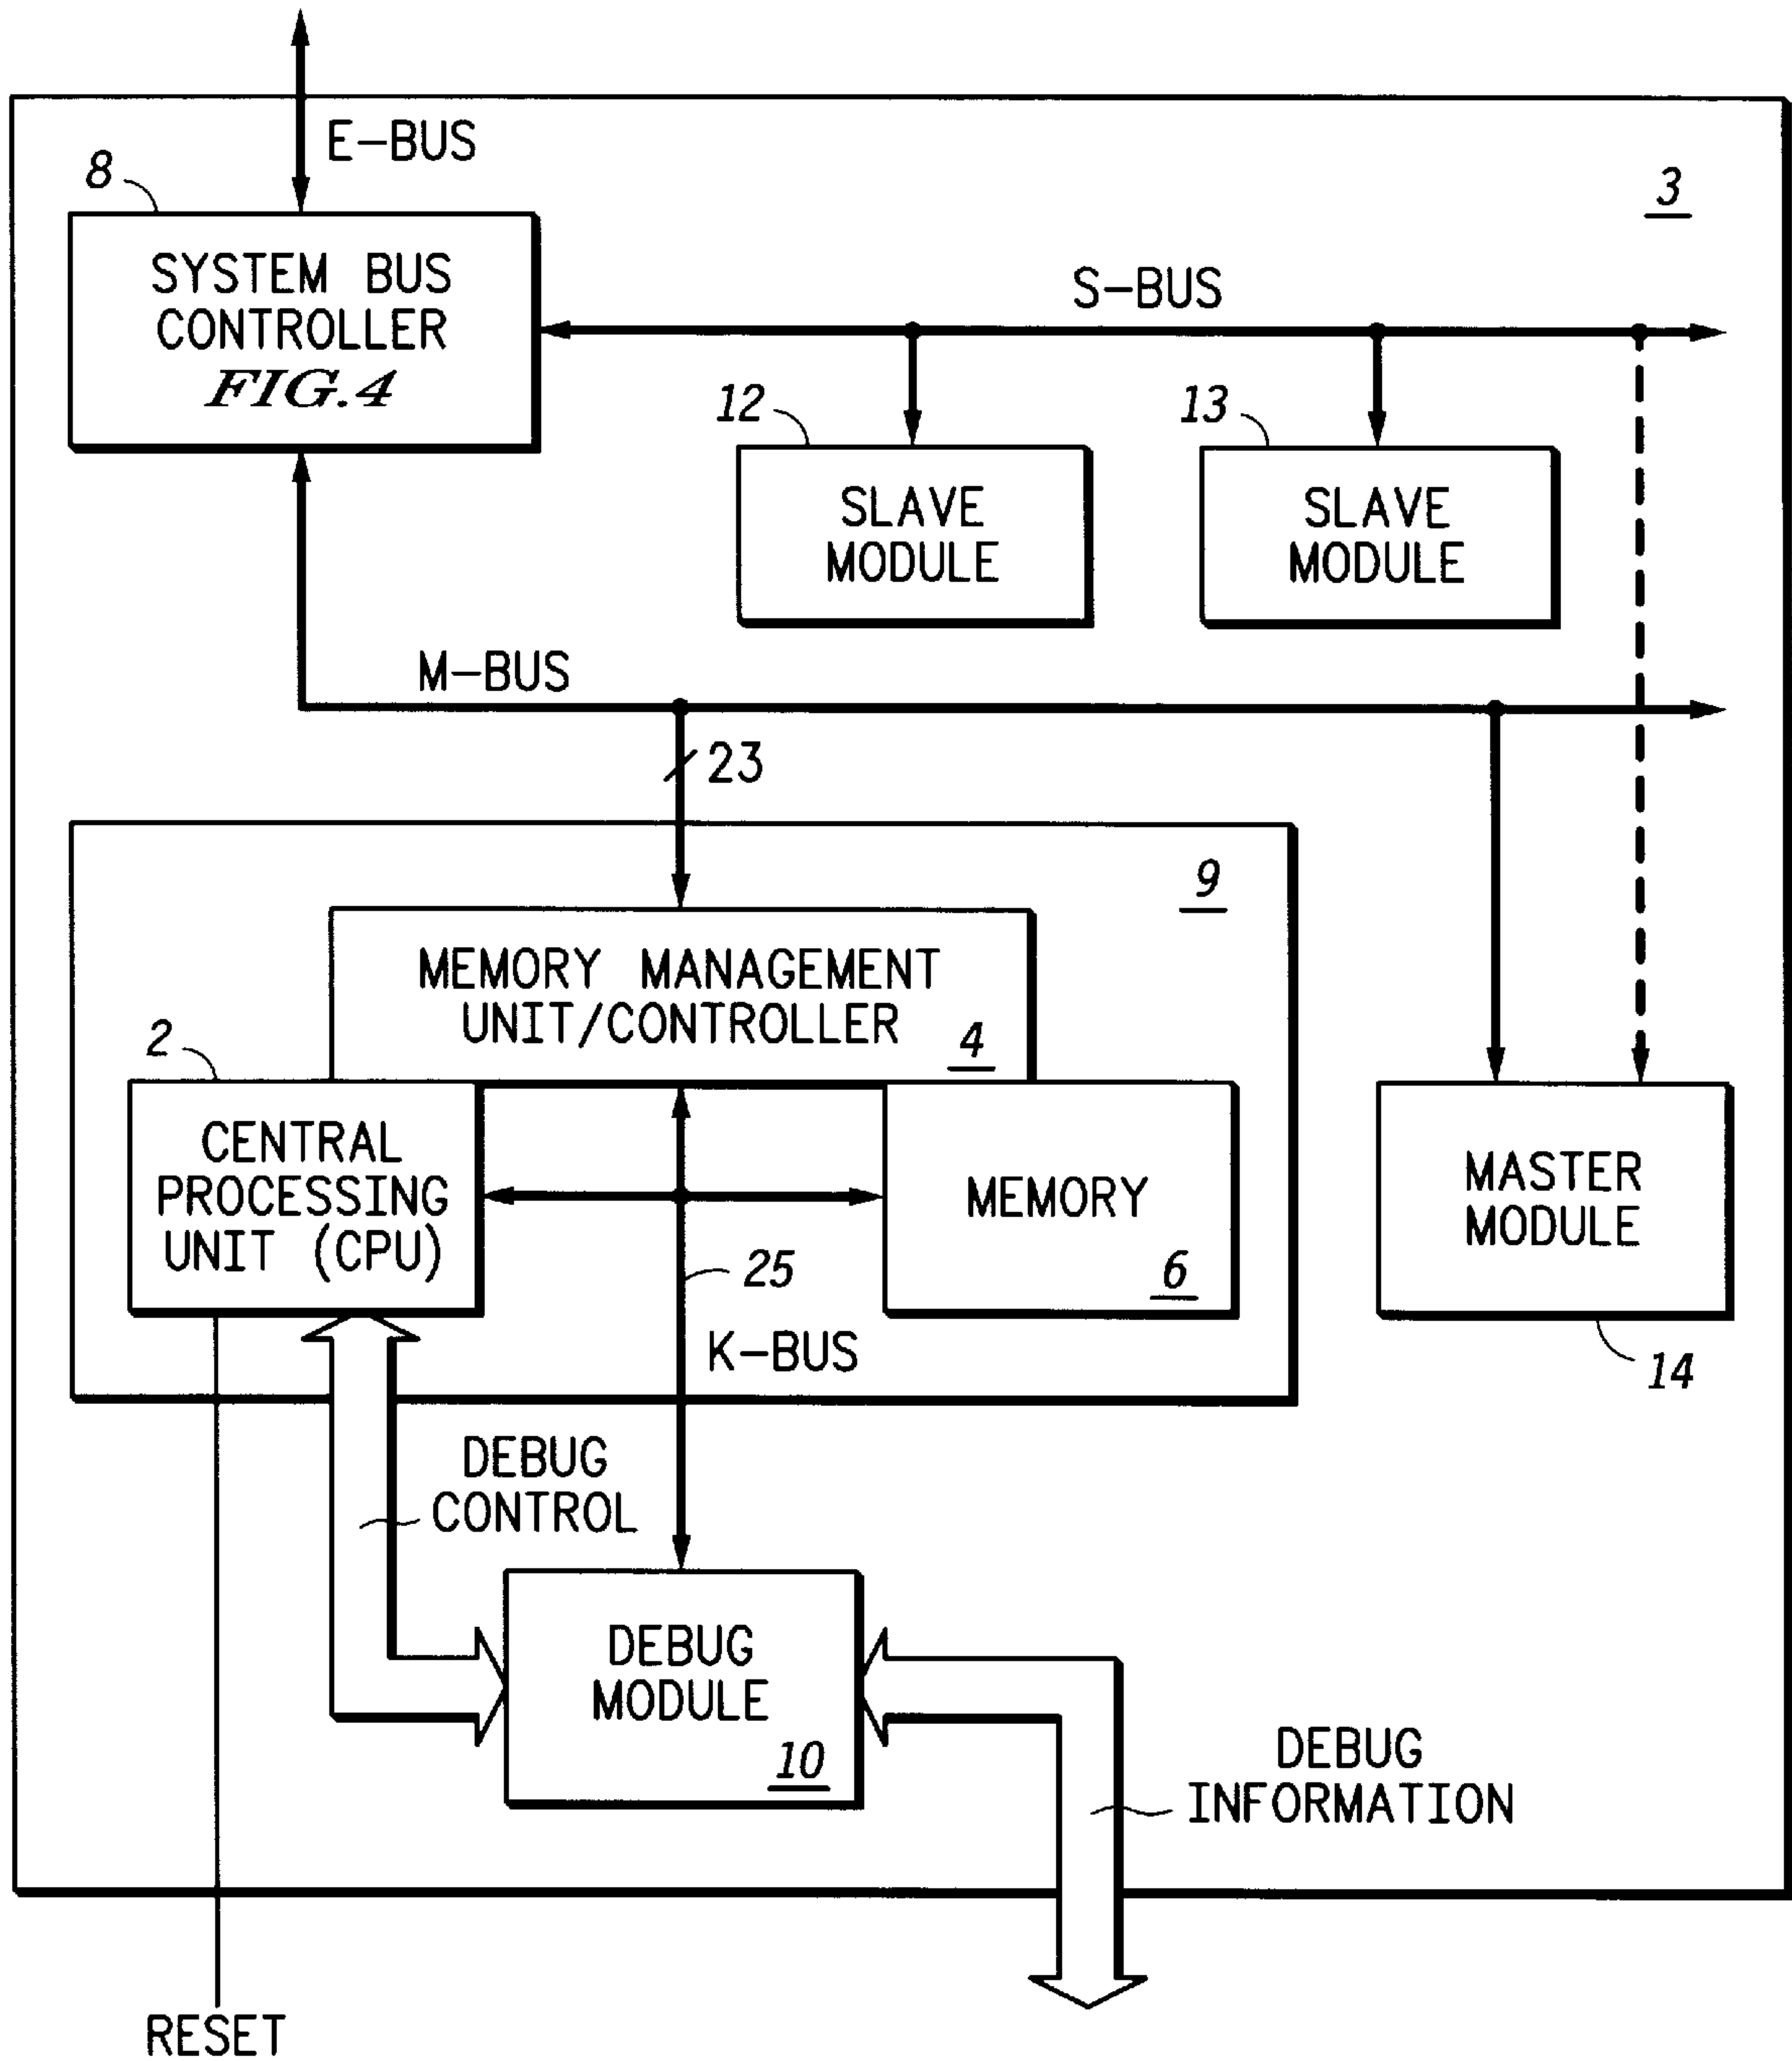 E-BUS
8
3
SYSTEM BUS
CONTROLLER
FIG.4
S-BUS
12
13
SLAVE
MODULE
SLAVE
MODULE
M-BUS
23
9
MEMORY MANAGEMENT
UNIT/CONTROLLER
4
2
CENTRAL
PROCESSING
UNIT (CPU)
MEMORY
6
25
K-BUS
MASTER
MODULE
14
DEBUG
CONTROL
DEBUG
MODULE
10
DEBUG
INFORMATION
RESET